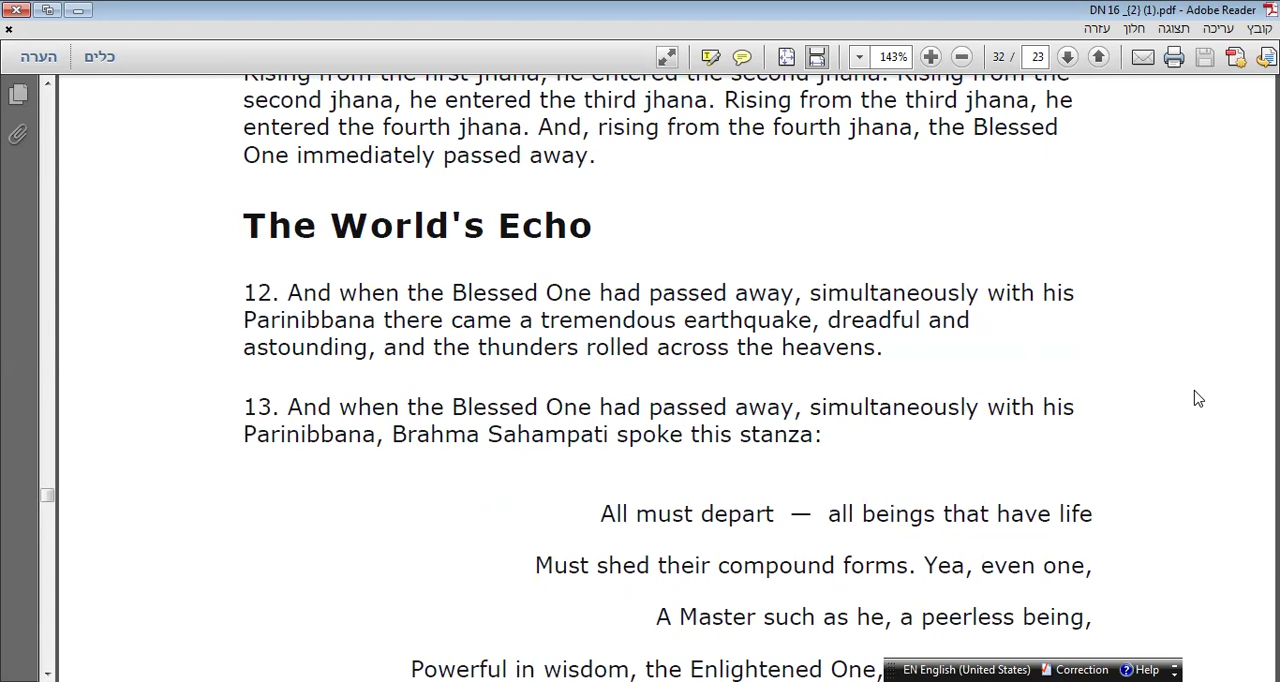 DN 16 _{2} (1).pdf - Adobe Reader
קובץ עריכה תצוגה חלון עזרה
הערה כלים 143% 32 / 23
Rising from the first jhana, he entered the second jhana. Rising from the
second jhana, he entered the third jhana. Rising from the third jhana, he
entered the fourth jhana. And, rising from the fourth jhana, the Blessed
One immediately passed away.
The World's Echo
12. And when the Blessed One had passed away, simultaneously with his
Parinibbana there came a tremendous earthquake, dreadful and
astounding, and the thunders rolled across the heavens.
13. And when the Blessed One had passed away, simultaneously with his
Parinibbana, Brahma Sahampati spoke this stanza:
All must depart — all beings that have life
Must shed their compound forms. Yea, even one,
A Master such as he, a peerless being,
Powerful in wisdom, the Enlightened One,
EN English (United States) Correction Help